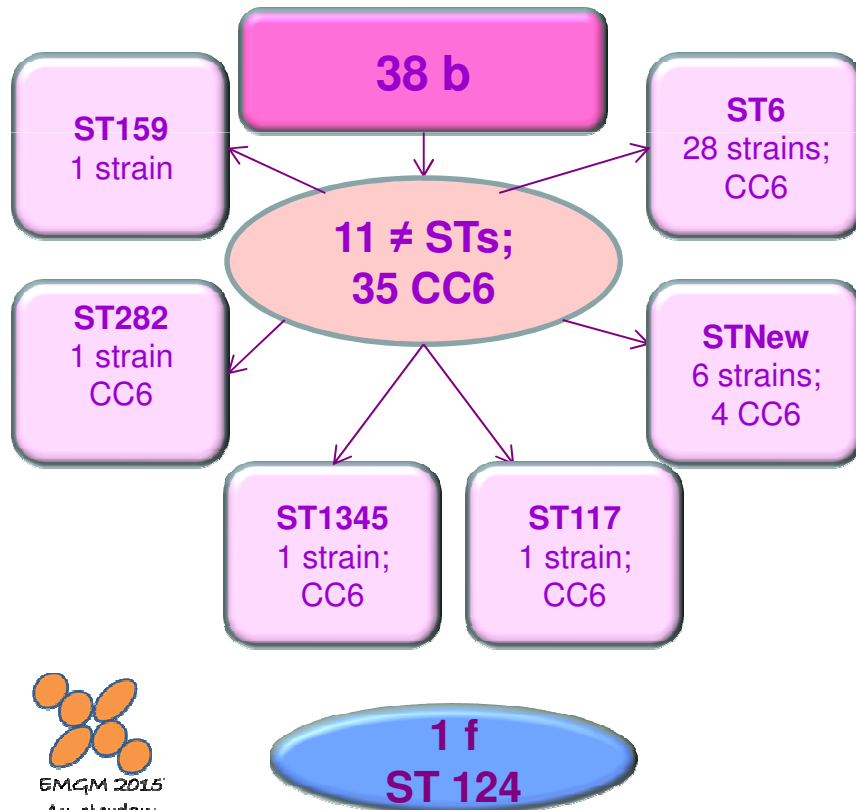 38 b
ST159
1 strain
ST6
28 strains;
CC6
11 ≠ STs;
35 CC6
ST282
1 strain
CC6
STNew
6 strains;
4 CC6
ST1345
1 strain;
CC6
ST117
1 strain;
CC6
1 f
ST 124
EMGM 2015